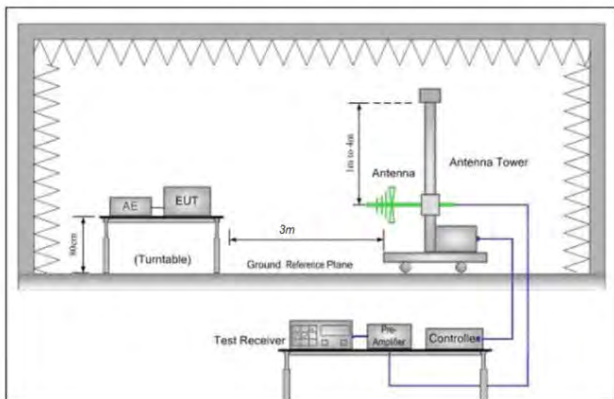 1m to 4m
Antenna
Antenna Tower
AE
EUT
80cm
3m
(Turntable)
Ground Reference Plane
Test Receiver
Pre-
Amplifier
Controller